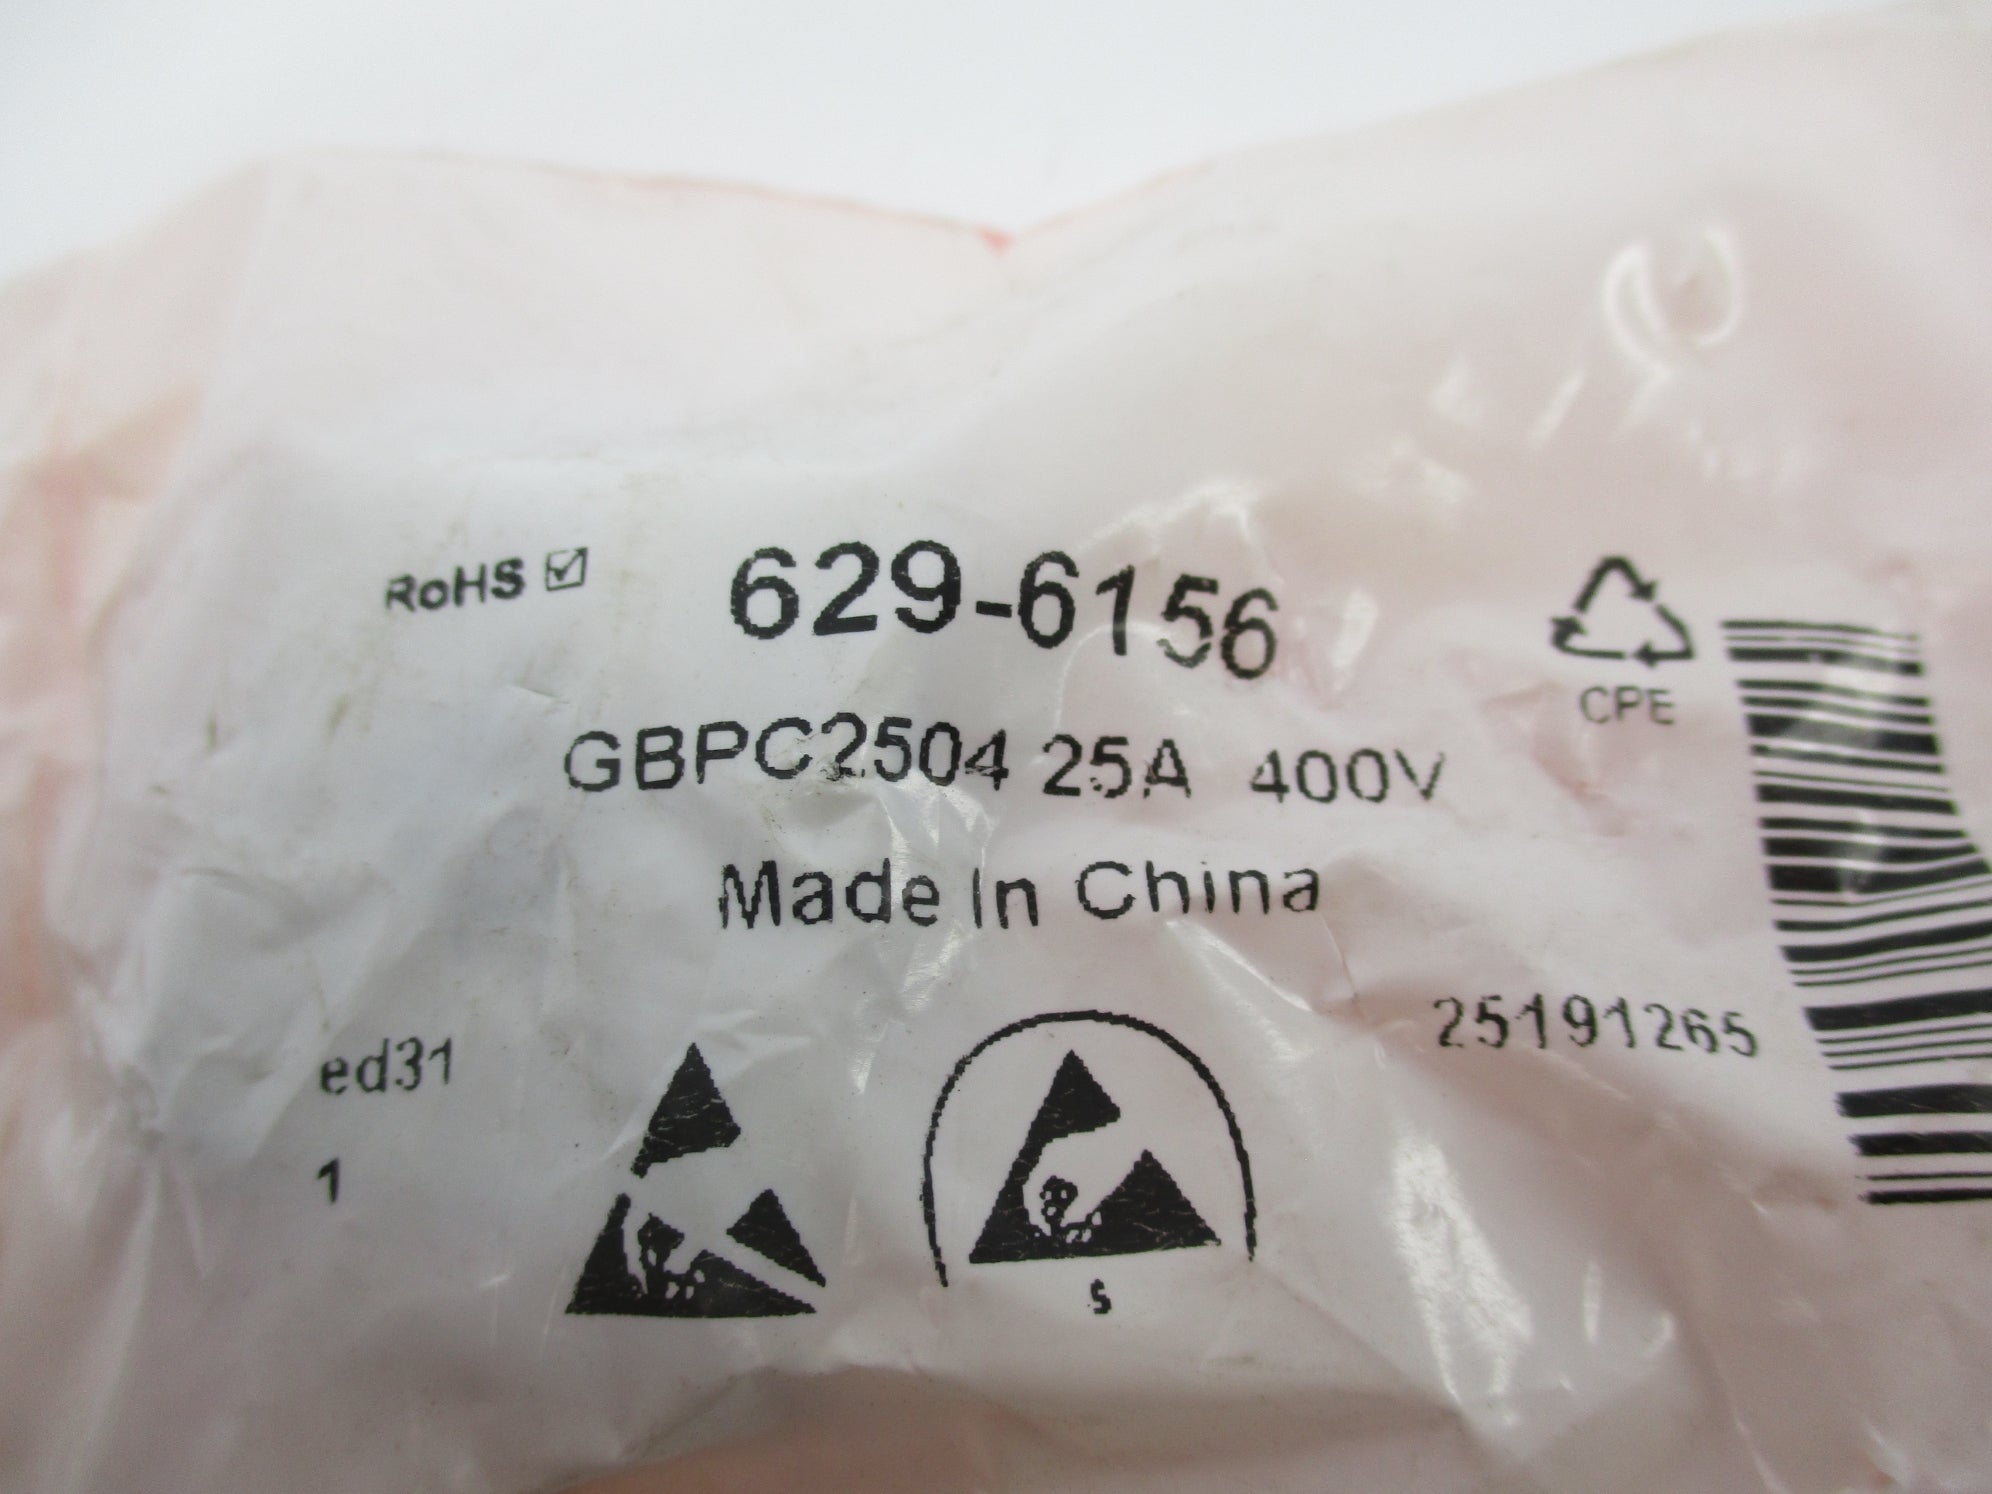 RoHS ☑ 629-6156
CPE
GBPC2504 25A 400V
Made In China
25191265
ed31
1
S